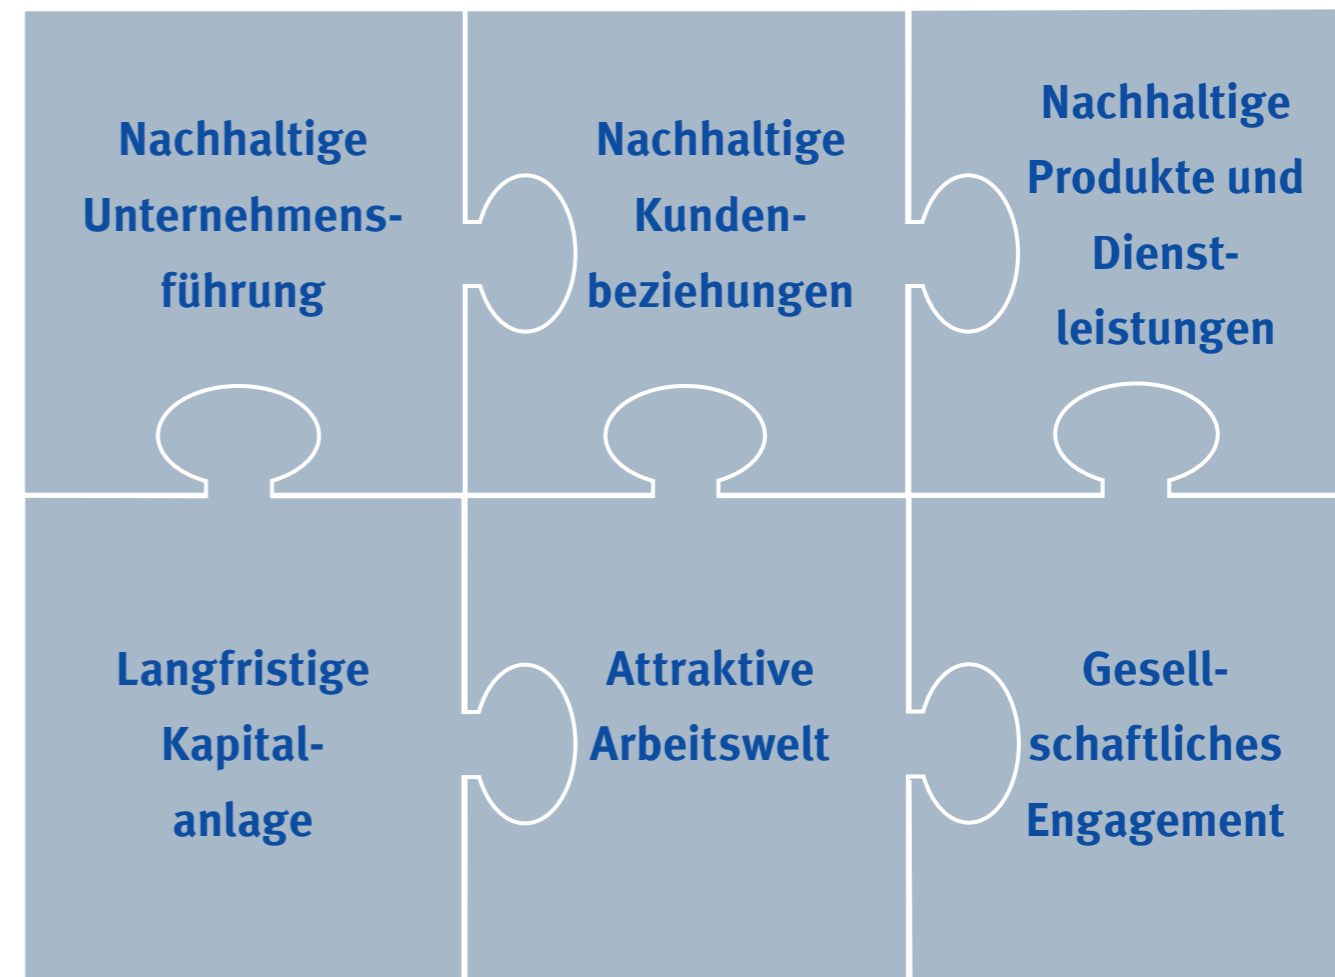 Nachhaltige
Unternehmens-
führung
Nachhaltige
Kunden-
beziehungen
Nachhaltige
Produkte und
Dienst-
leistungen
Langfristige
Kapital-
anlage
Attraktive
Arbeitswelt
Gesell-
schaftliches
Engagement